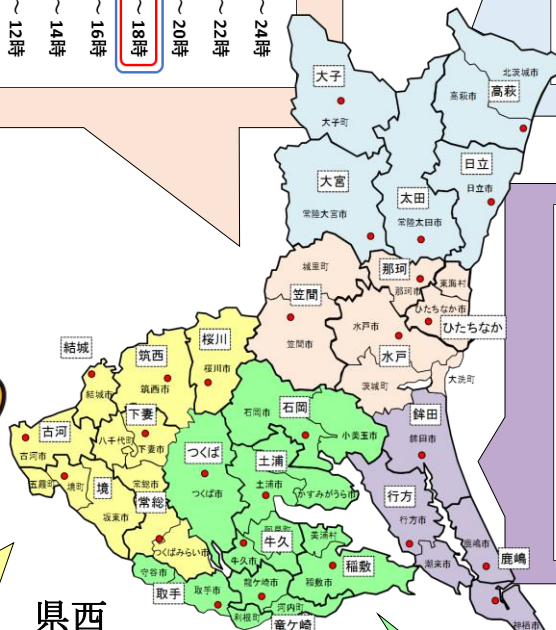 ～12時
～14時
～16時
～18時
～20時
～22時
～24時
大子
大子町
北茨城市
高萩市
高萩
日立
日立市
大宮
常陸大宮市
太田
常陸太田市
城里町
那珂
那珂市
東海村
笠間
笠間市
ひたちなか市
ひたちなか
水戸市
水戸
茨城町
大洗町
結城
結城市
筑西
筑西市
桜川
桜川市
古河
古河市
下妻
下妻市
八千代町
五霞町
境
境町
坂東市
常総市
常総
つくばみらい市
つくば
つくば市
石岡市
石岡
小美玉市
土浦
土浦市
かすみがうら市
鉾田
鉾田市
行方
行方市
潮来市
鹿嶋市
鹿嶋
神栖市
牛久
牛久市
美浦村
稲敷
稲敷市
守谷市
取手
取手市
龍ケ崎市
竜ケ崎
利根町
河内町
県西